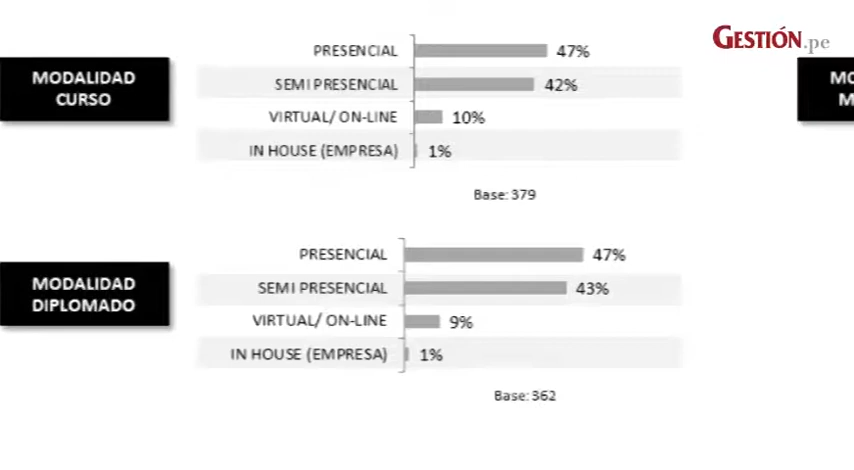 GESTIÓN.pe
MODALIDAD
CURSO
PRESENCIAL 47%
SEMI PRESENCIAL 42%
VIRTUAL/ ON-LINE 10%
IN HOUSE (EMPRESA) 1%
Base: 379
MODALIDAD
DIPLOMADO
PRESENCIAL 47%
SEMI PRESENCIAL 43%
VIRTUAL/ ON-LINE 9%
IN HOUSE (EMPRESA) 1%
Base: 362